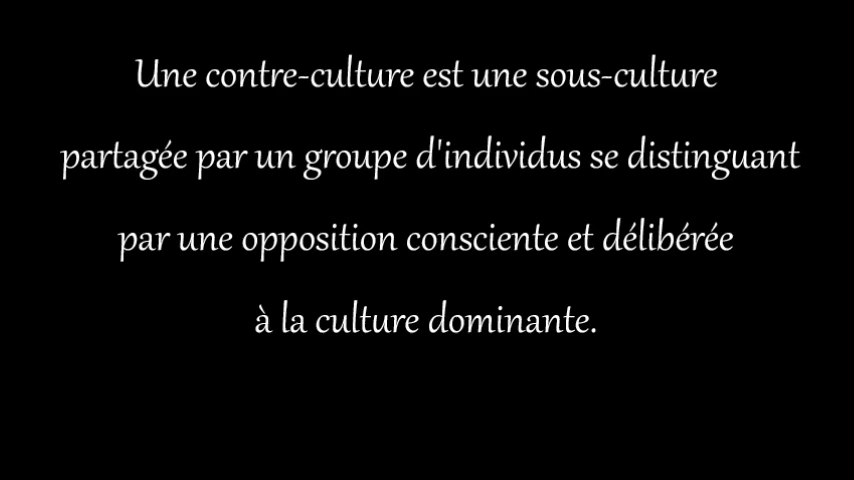 Une contre-culture est une sous-culture
partagée par un groupe d'individus se distinguant
par une opposition consciente et délibérée
à la culture dominante.